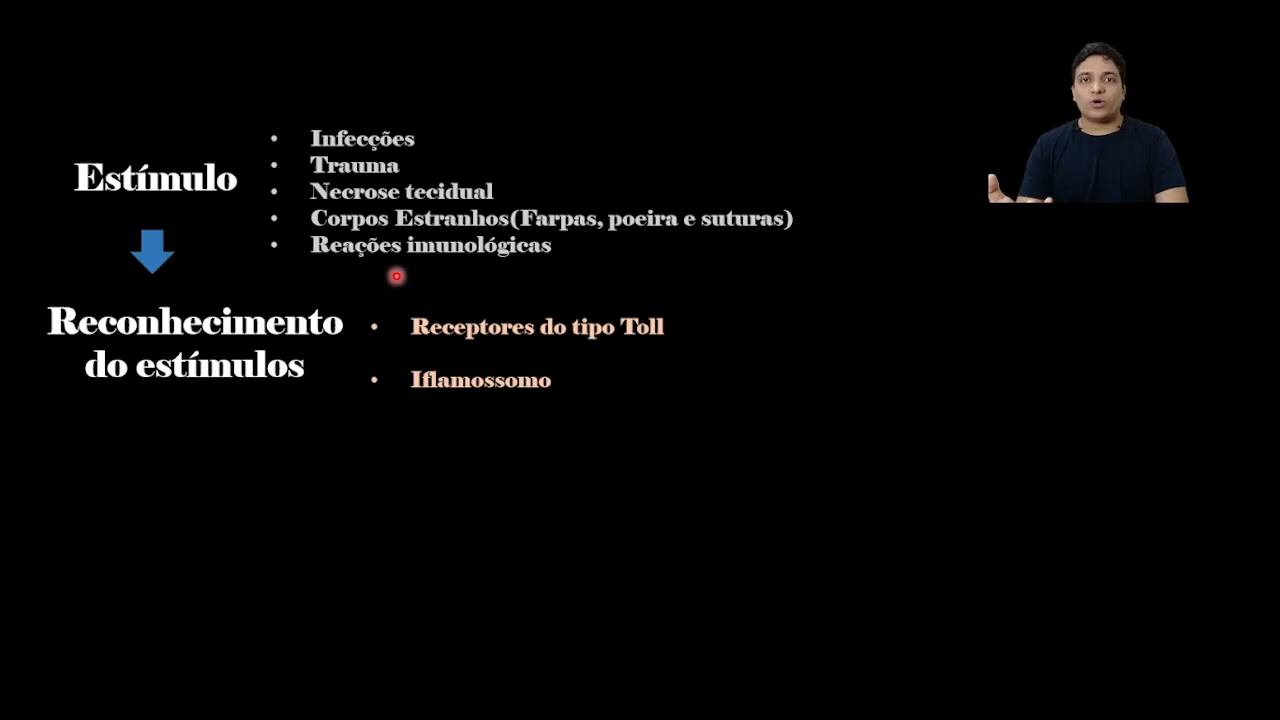 Estímulo
• Infecções
• Trauma
• Necrose tecidual
• Corpos Estranhos(Farpas, poeira e suturas)
• Reações imunológicas
Reconhecimento
do estímulos
• Receptores do tipo Toll
• Iflamossomo